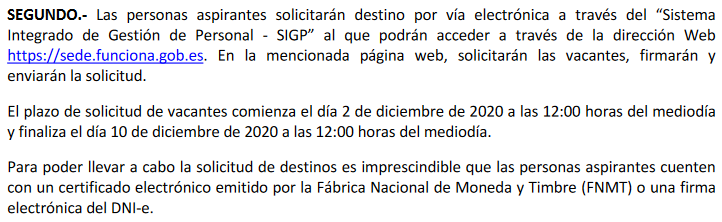 SEGUNDO.- Las personas aspirantes solicitarán destino por vía electrónica a través del “Sistema
Integrado de Gestión de Personal - SIGP” al que podrán acceder a través de la dirección Web
https://sede.funciona.gob.es. En la mencionada página web, solicitarán las vacantes, firmarán y
enviarán la solicitud.
El plazo de solicitud de vacantes comienza el día 2 de diciembre de 2020 a las 12:00 horas del mediodía
y finaliza el día 10 de diciembre de 2020 a las 12:00 horas del mediodía.
Para poder llevar a cabo la solicitud de destinos es imprescindible que las personas aspirantes cuenten
con un certificado electrónico emitido por la Fábrica Nacional de Moneda y Timbre (FNMT) o una firma
electrónica del DNI-e.